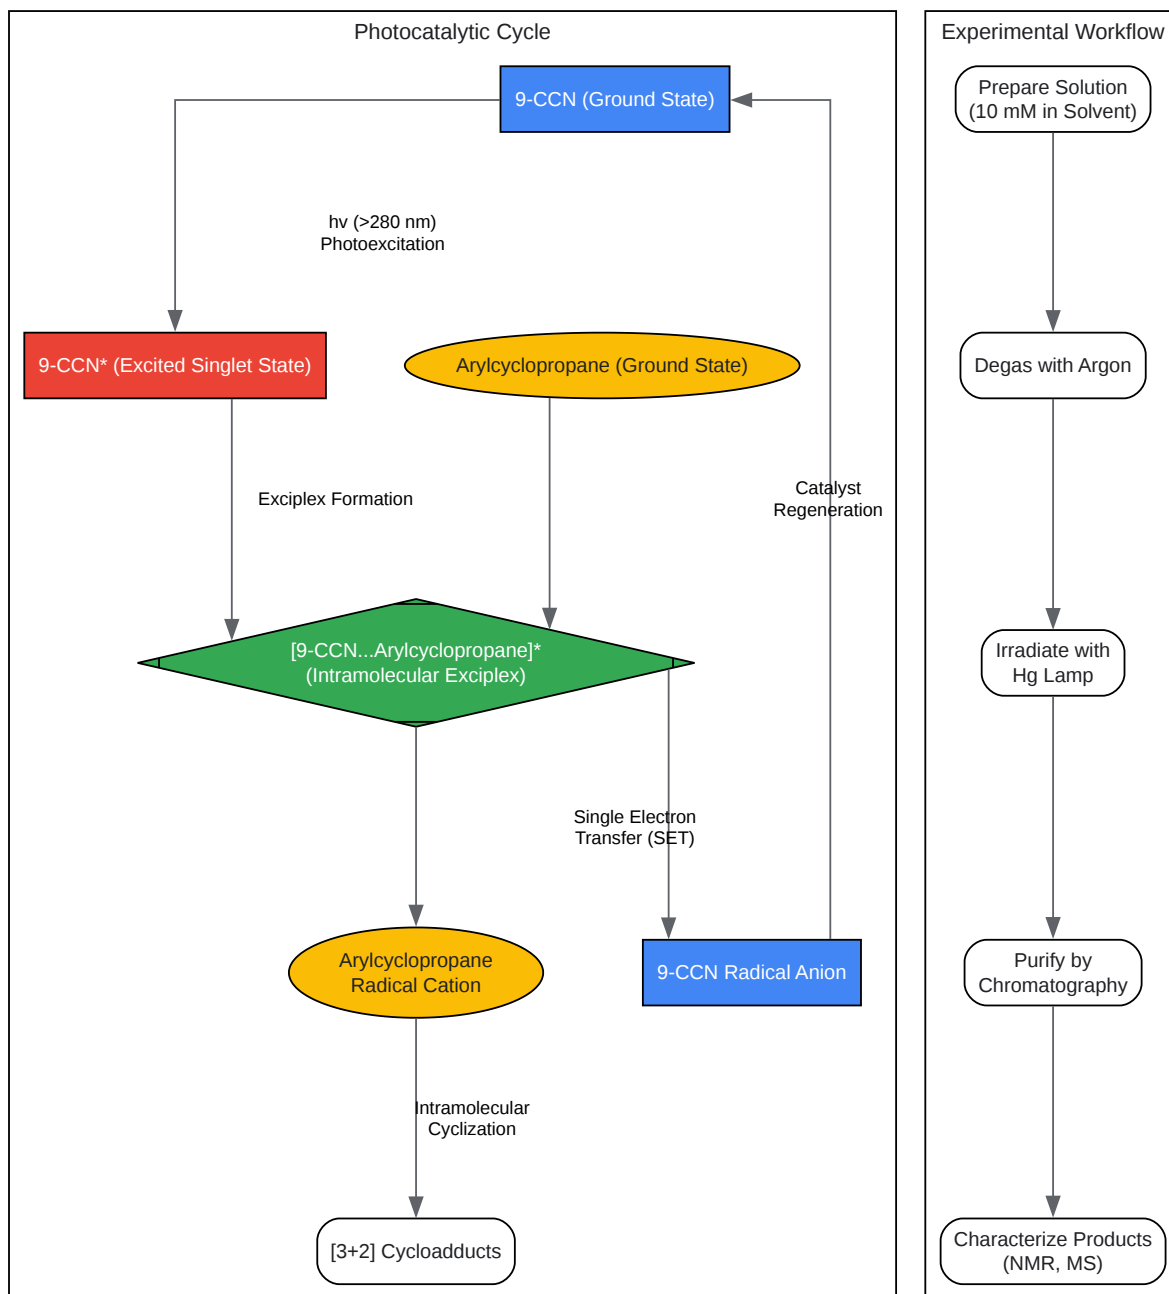 Photocatalytic Cycle
9-CCN (Ground State)
hv (>280 nm)
Photoexcitation
9-CCN* (Excited Singlet State)
Arylcyclopropane (Ground State)
Exciplex Formation
Catalyst
Regeneration
[9-CCN...Arylcyclopropane]*
(Intramolecular Exciplex)
Single Electron
Transfer (SET)
Arylcyclopropane
Radical Cation
9-CCN Radical Anion
Intramolecular
Cyclization
[3+2] Cycloadducts
Experimental Workflow
Prepare Solution
(10 mM in Solvent)
Degas with Argon
Irradiate with
Hg Lamp
Purify by
Chromatography
Characterize Products
(NMR, MS)